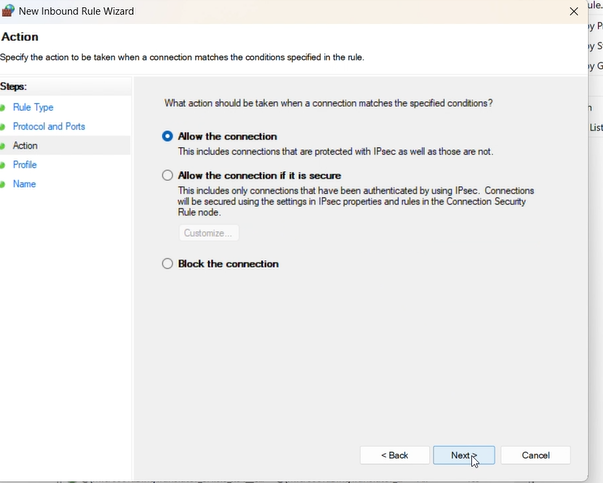 New Inbound Rule Wizard
Action
Specify the action to be taken when a connection matches the conditions specified in the rule.
Steps:
Rule Type
Protocol and Ports
Action
Profile
Name
What action should be taken when a connection matches the specified conditions?
Allow the connection
This includes connections that are protected with IPsec as well as those are not.
Allow the connection if it is secure
This includes only connections that have been authenticated by using IPsec. Connections
will be secured using the settings in IPsec properties and rules in the Connection Security
Rule node.
Customize...
Block the connection
< Back
Next >
Cancel
List